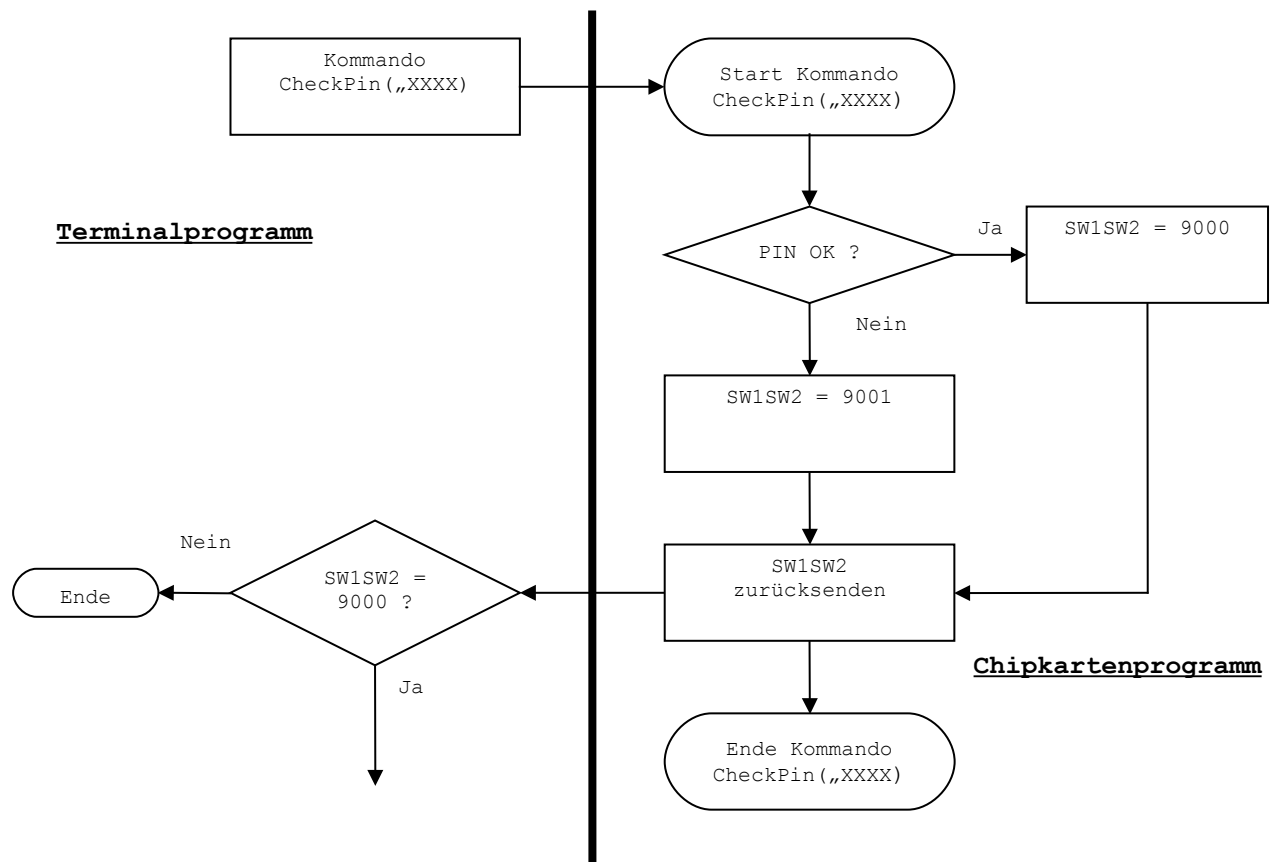 Kommando
CheckPin(„XXXX)
Start Kommando
CheckPin(„XXXX)
Terminalprogramm
PIN OK ?
Ja
SW1SW2 = 9000
Nein
SW1SW2 = 9001
Nein
Ende
SW1SW2 =
9000 ?
Ja
SW1SW2
zurücksenden
Chipkartenprogramm
Ende Kommando
CheckPin(„XXXX)